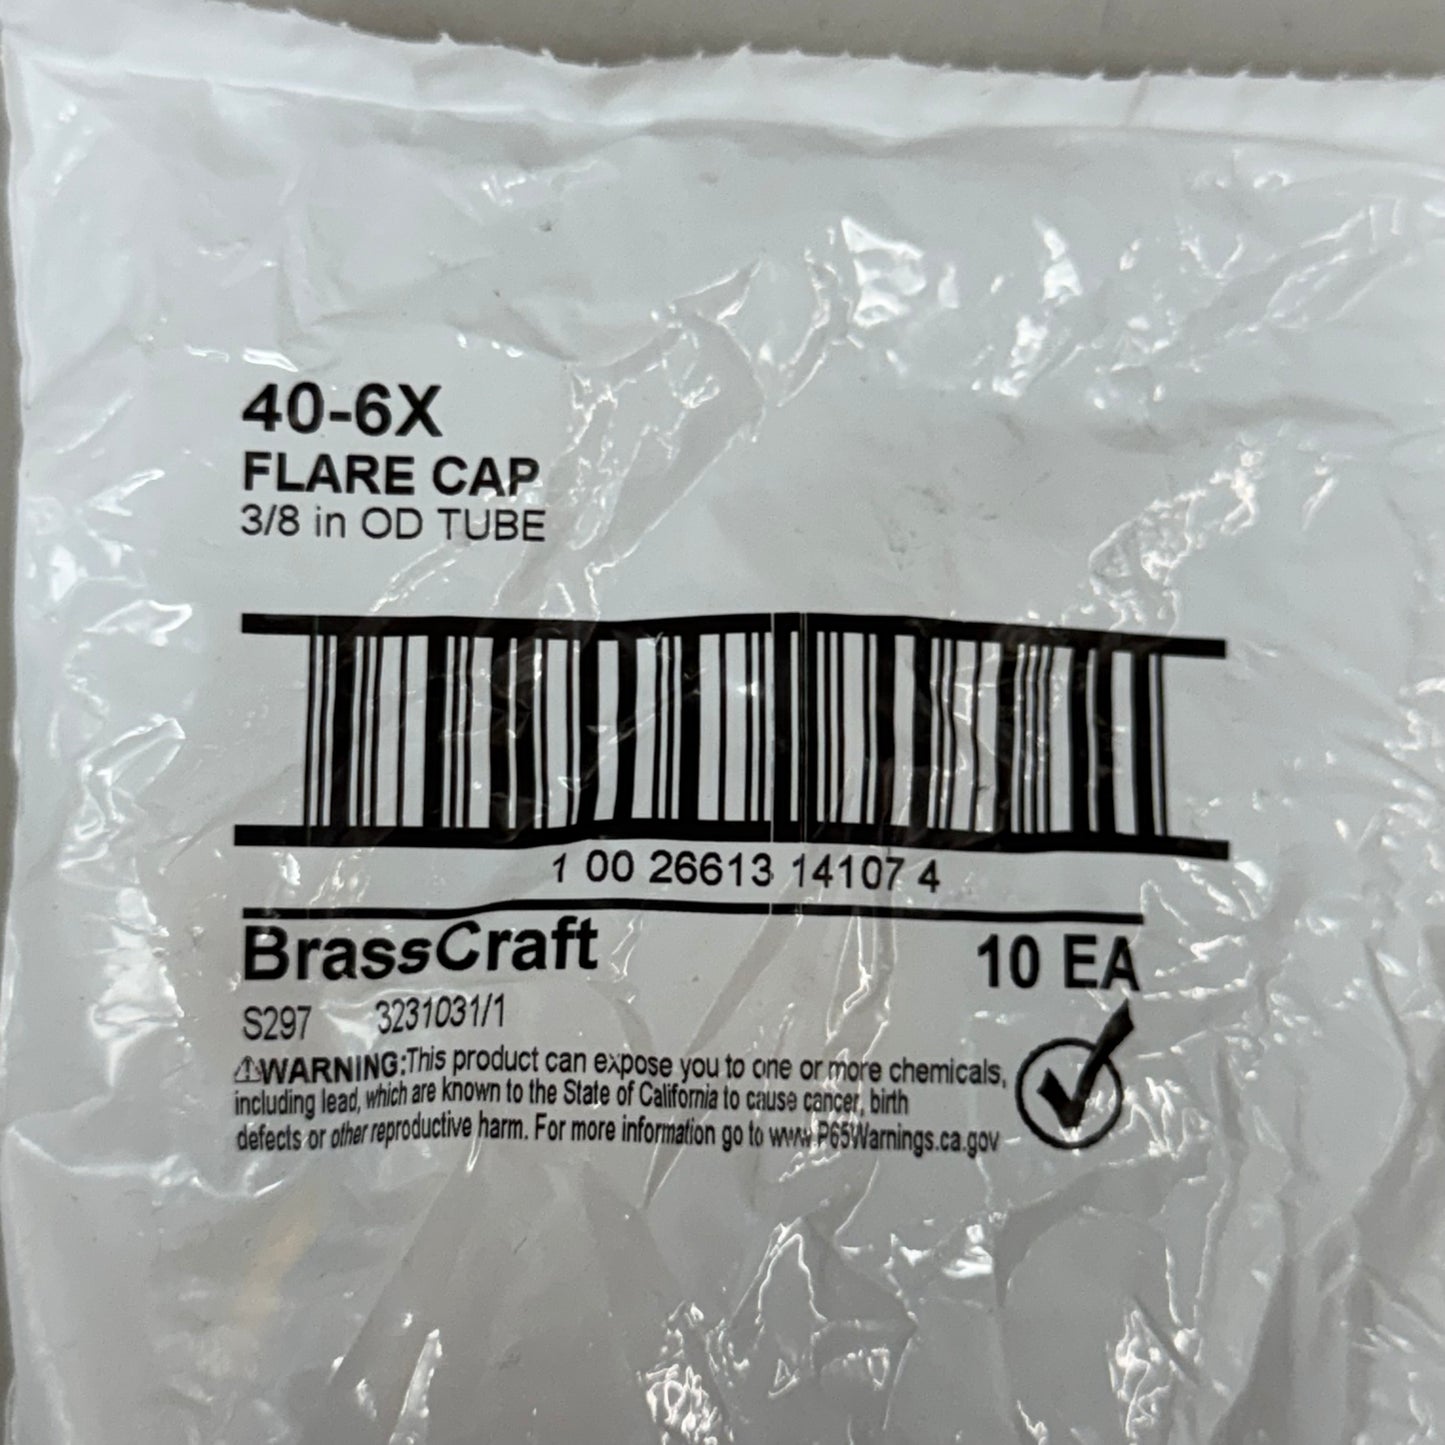 40-6X
FLARE CAP
3/8 in OD TUBE
1 00 26613 14107 4
BrassCraft 10 EA
S297 3231031/1
⚠WARNING:This product can expose you to one or more chemicals,
including lead, which are known to the State of California to cause cancer, birth
defects or other reproductive harm. For more information go to www.P65Warnings.ca.gov